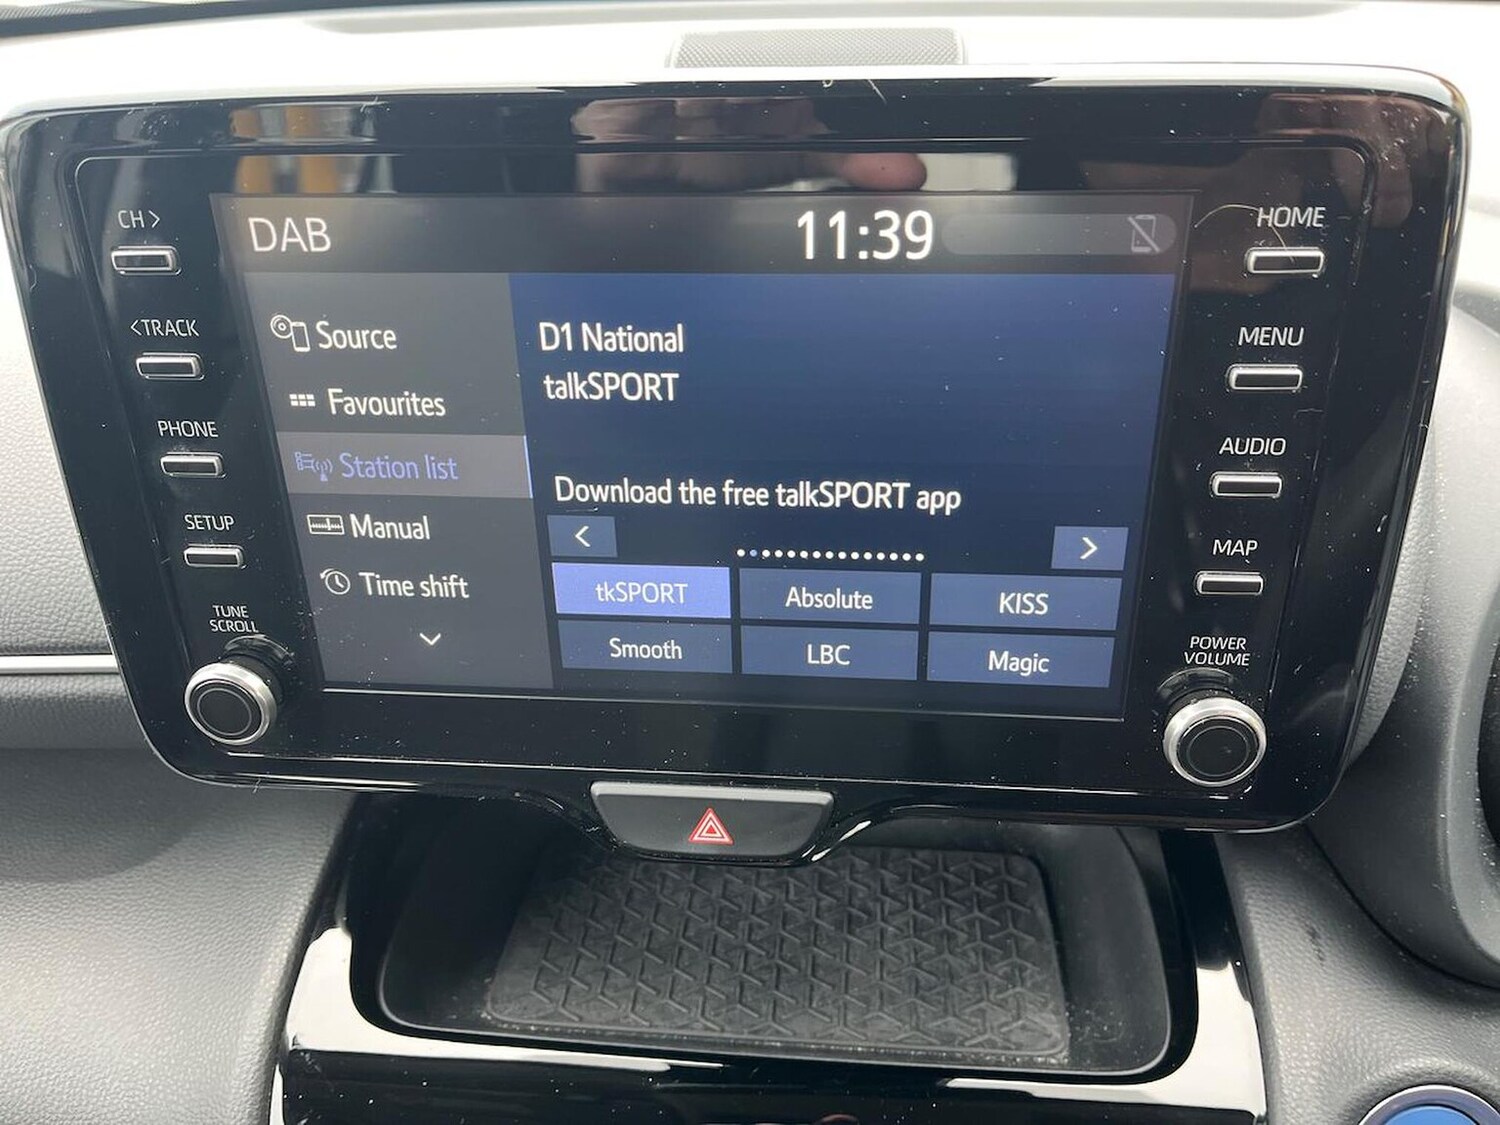 DAB
11:39
CH >
<TRACK
PHONE
SETUP
TUNE
SCROLL
Source
Favourites
Station list
Manual
Time shift
D1 National
talkSPORT
Download the free talkSPORT app
<
>
tkSPORT
Absolute
KISS
Smooth
LBC
Magic
HOME
MENU
AUDIO
MAP
POWER
VOLUME